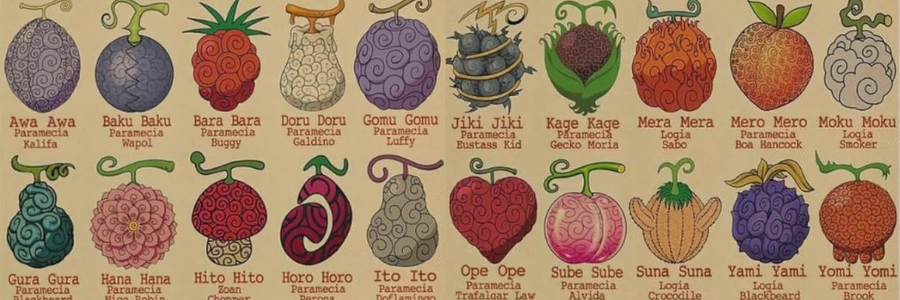 Awa Awa
Paramecia
Kalifa
Baku Baku
Paramecia
Wapol
Bara Bara
Paramecia
Buggy
Doru Doru
Paramecia
Galdino
Gomu Gomu
Paramecia
Luffy
Jiki Jiki
Paramecia
Eustass Kid
Kage Kage
Paramecia
Gecko Moria
Mera Mera
Logia
Sabo
Mero Mero
Paramecia
Boa Hancock
Moku Moku
Logia
Smoker
Gura Gura
Paramecia
Blackbeard
Hana Hana
Paramecia
Nico Robin
Hito Hito
Zoan
Chopper
Horo Horo
Paramecia
Perona
Ito Ito
Paramecia
Doflamingo
Ope Ope
Paramecia
Trafalgar Law
Sube Sube
Paramecia
Alvida
Suna Suna
Logia
Crocodile
Yami Yami
Logia
Blackbeard
Yomi Yomi
Paramecia
Brook